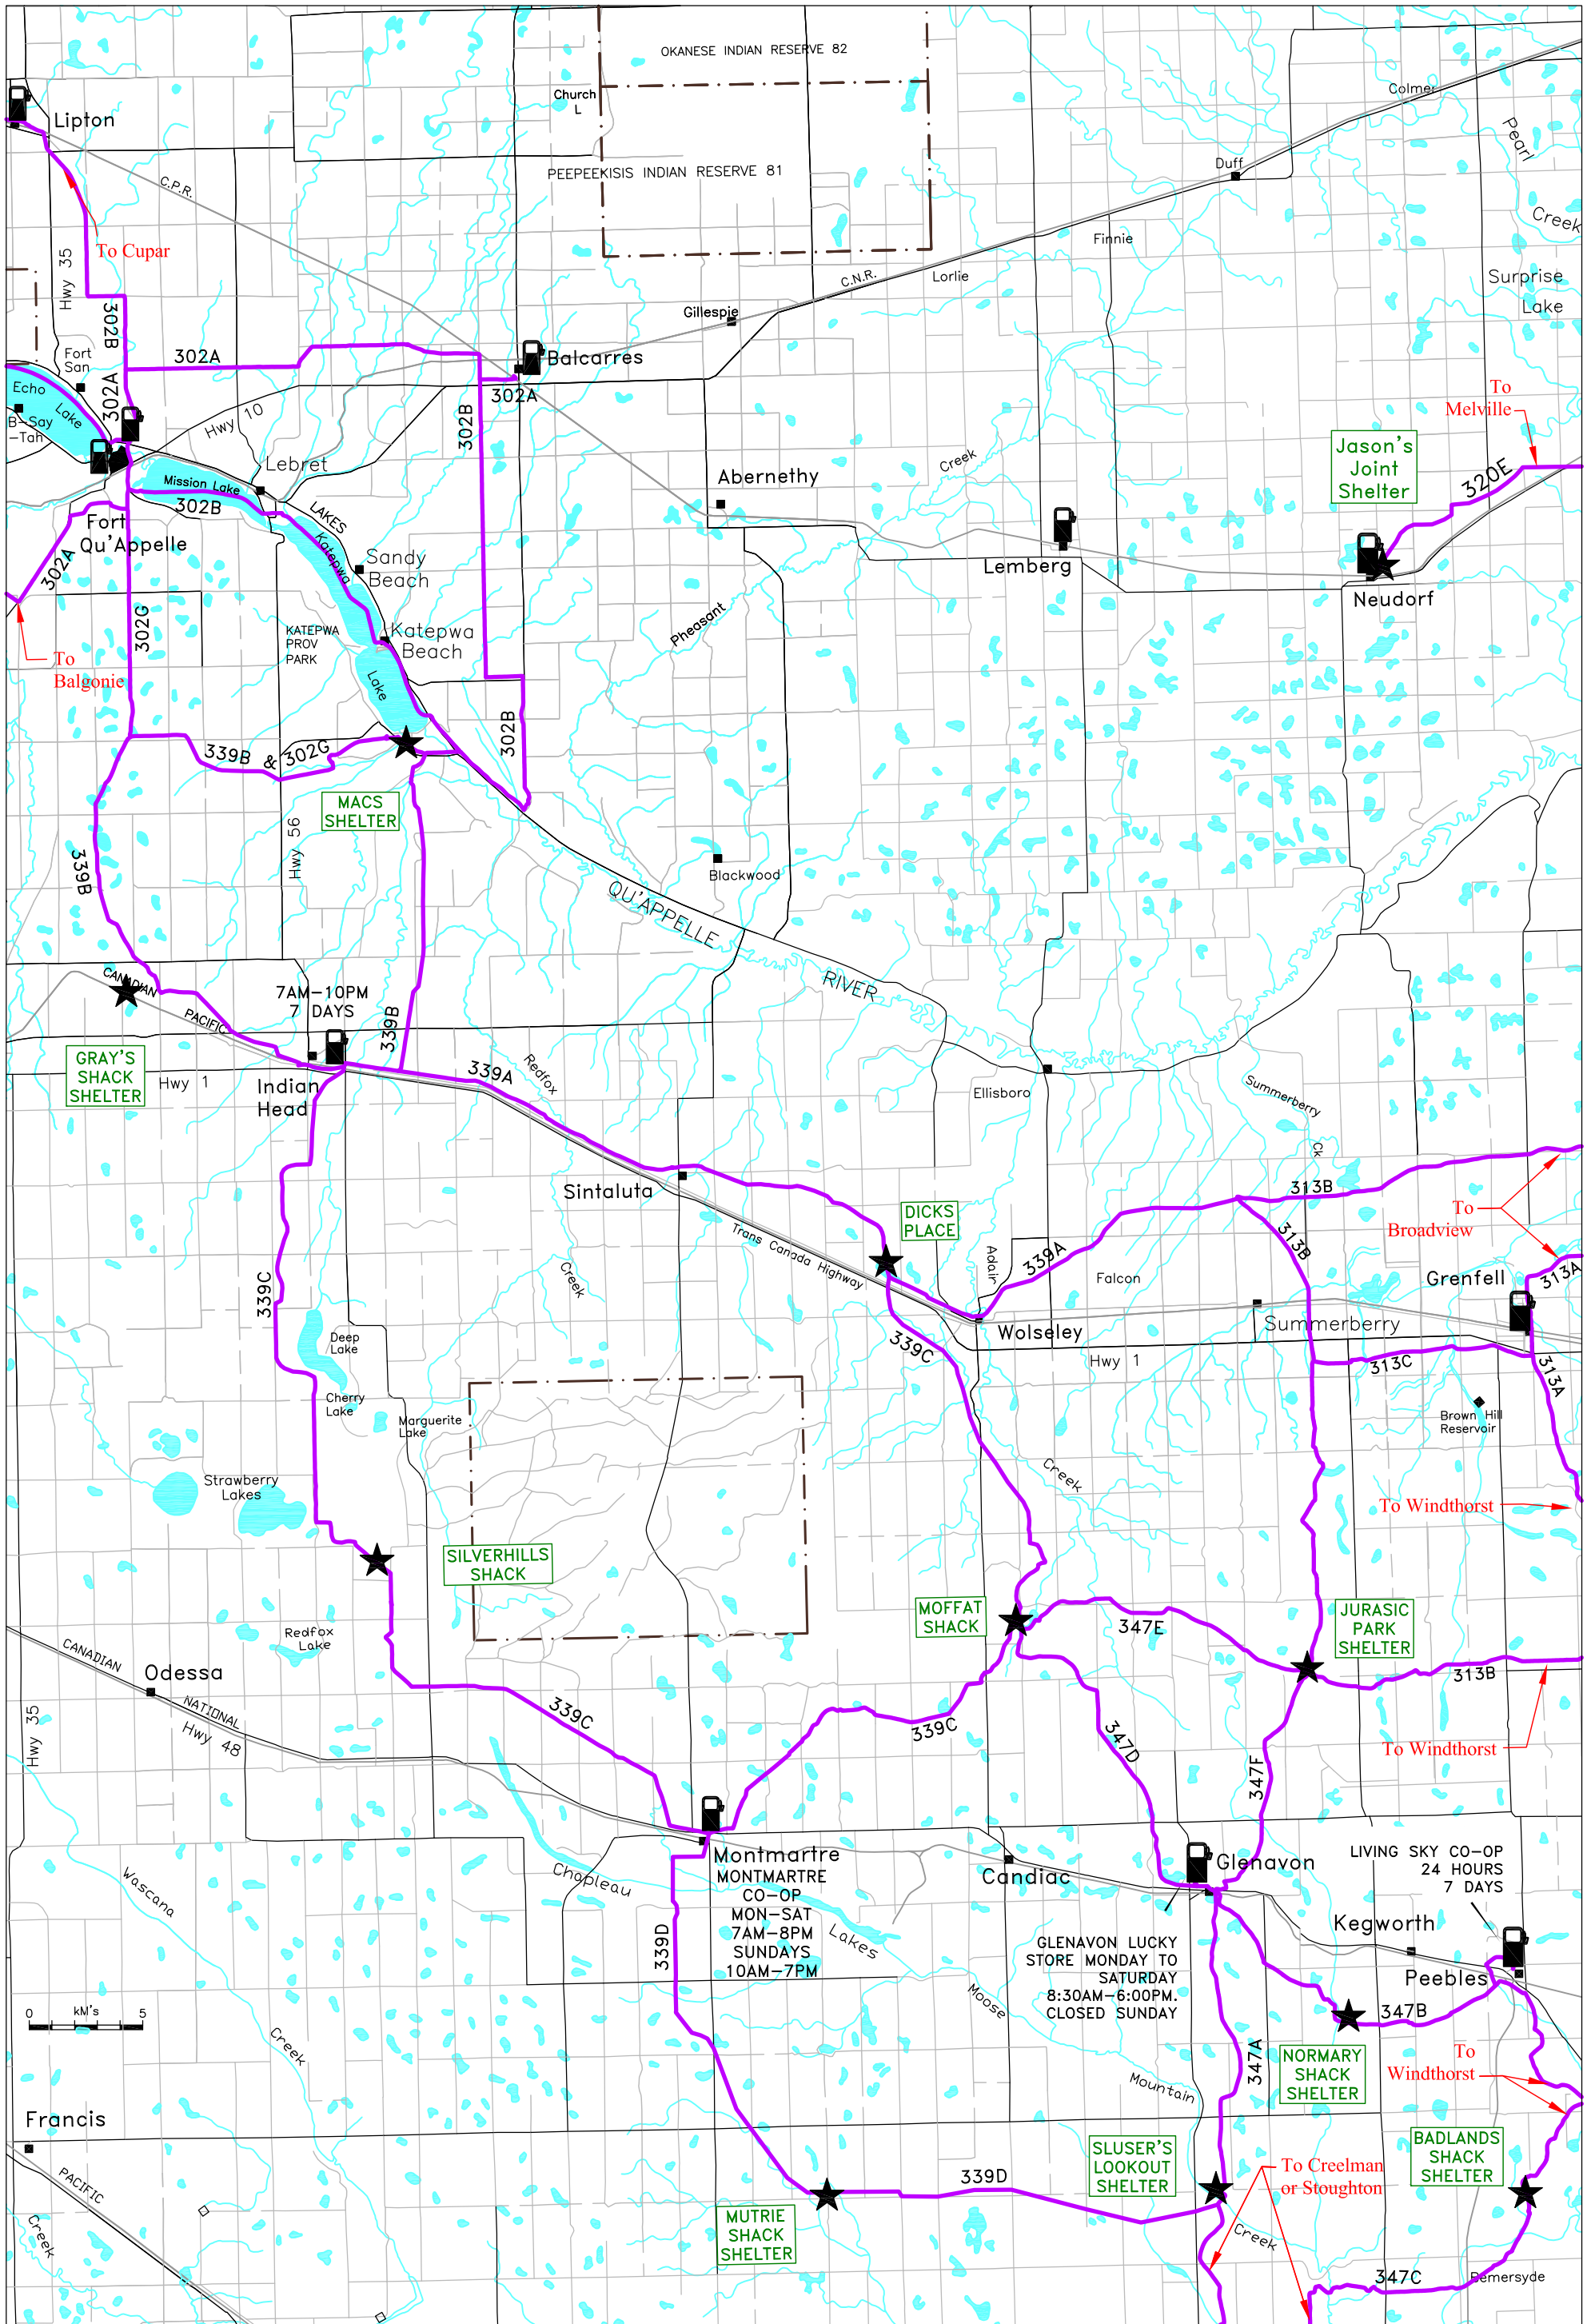 OKANESE INDIAN RESERVE 82
Church
L
Colmer
Pearl
Creek
Lipton
C.P.R.
PEEPEEKISIS INDIAN RESERVE 81
Duff
To Cupar
Hwy 35
302B
Finnie
C.N.R.
Lorlie
Surprise
Lake
Gillespie
Fort
San
302A
Balcarres
302A
Echo
Lake
B-Say
-Tah
302A
Hwy 10
302B
To
Melville
Jason's
Joint
Shelter
320E
Lebret
Mission Lake
302B
LAKES
Abernethy
Creek
Fort
Qu'Appelle
302A
Katepwa
Sandy
Beach
Lemberg
Neudorf
302G
KATEPWA
PROV
PARK
Katepwa
Beach
Lake
Pheasant
To
Balgonie
302B
339B & 302G
MACS
SHELTER
Hwy 56
339B
Blackwood
QU'APPELLE
RIVER
CANADIAN
PACIFIC
7AM-10PM
7 DAYS
339B
GRAY'S
SHACK
SHELTER
Hwy 1
Indian
Head
339A
Redfox
Ellisboro
Summerberry
Ck
Sintaluta
313B
To
Broadview
DICKS
PLACE
Trans Canada Highway
Adair
339A
313B
Falcon
Grenfell
313A
339C
Creek
Deep
Lake
Wolseley
Summerberry
339C
Hwy 1
313C
313A
Cherry
Lake
Marguerite
Lake
Brown Hill
Reservoir
Strawberry
Lakes
Creek
To Windthorst
SILVERHILLS
SHACK
MOFFAT
SHACK
347E
JURASIC
PARK
SHELTER
Redfox
Lake
CANADIAN
Odessa
NATIONAL
Hwy 48
Hwy 35
313B
339C
339C
347D
To Windthorst
347F
Montmartre
MONTMARTRE
CO-OP
MON-SAT
7AM-8PM
SUNDAYS
10AM-7PM
Chapleau
Lakes
Candiac
Glenavon
LIVING SKY CO-OP
24 HOURS
7 DAYS
Wascana
339D
Kegworth
GLENAVON LUCKY
STORE MONDAY TO
SATURDAY
8:30AM-6:00PM.
CLOSED SUNDAY
Peebles
Moose
0 kM's 5
347B
Creek
347A
NORMARY
SHACK
SHELTER
To
Windthorst
Mountain
Francis
PACIFIC
SLUSER'S
LOOKOUT
SHELTER
To Creelman
or Stoughton
BADLANDS
SHACK
SHELTER
339D
MUTRIE
SHACK
SHELTER
Creek
Creek
347C
Bemersyde